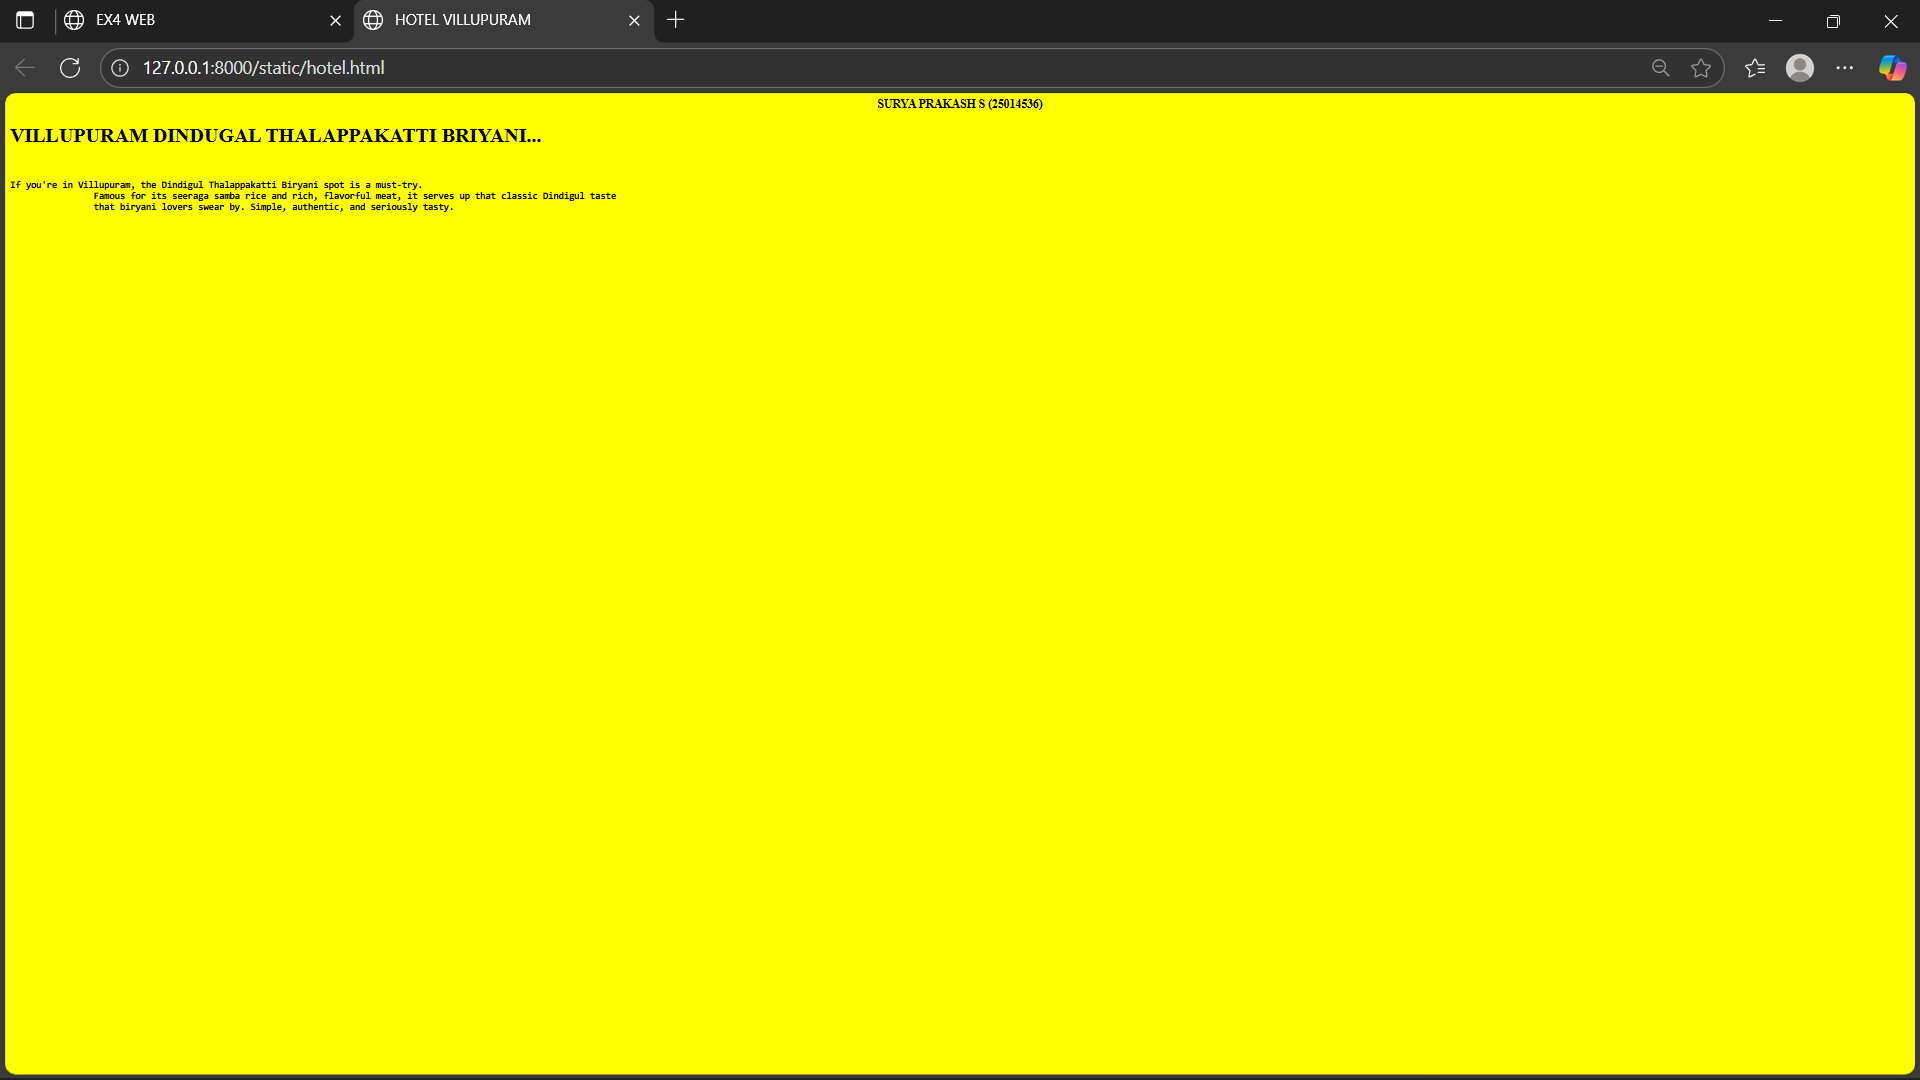 EX4 WEB
HOTEL VILLUPURAM
127.0.0.1:8000/static/hotel.html
SURYA PRAKASH S (25014536)
VILLUPURAM DINDUGAL THALAPPAKATTI BRIYANI...
If you're in Villupuram, the Dindigul Thalappakatti Biryani spot is a must-try.
Famous for its seeraga samba rice and rich, flavorful meat, it serves up that classic Dindigul taste
that biryani lovers swear by. Simple, authentic, and seriously tasty.